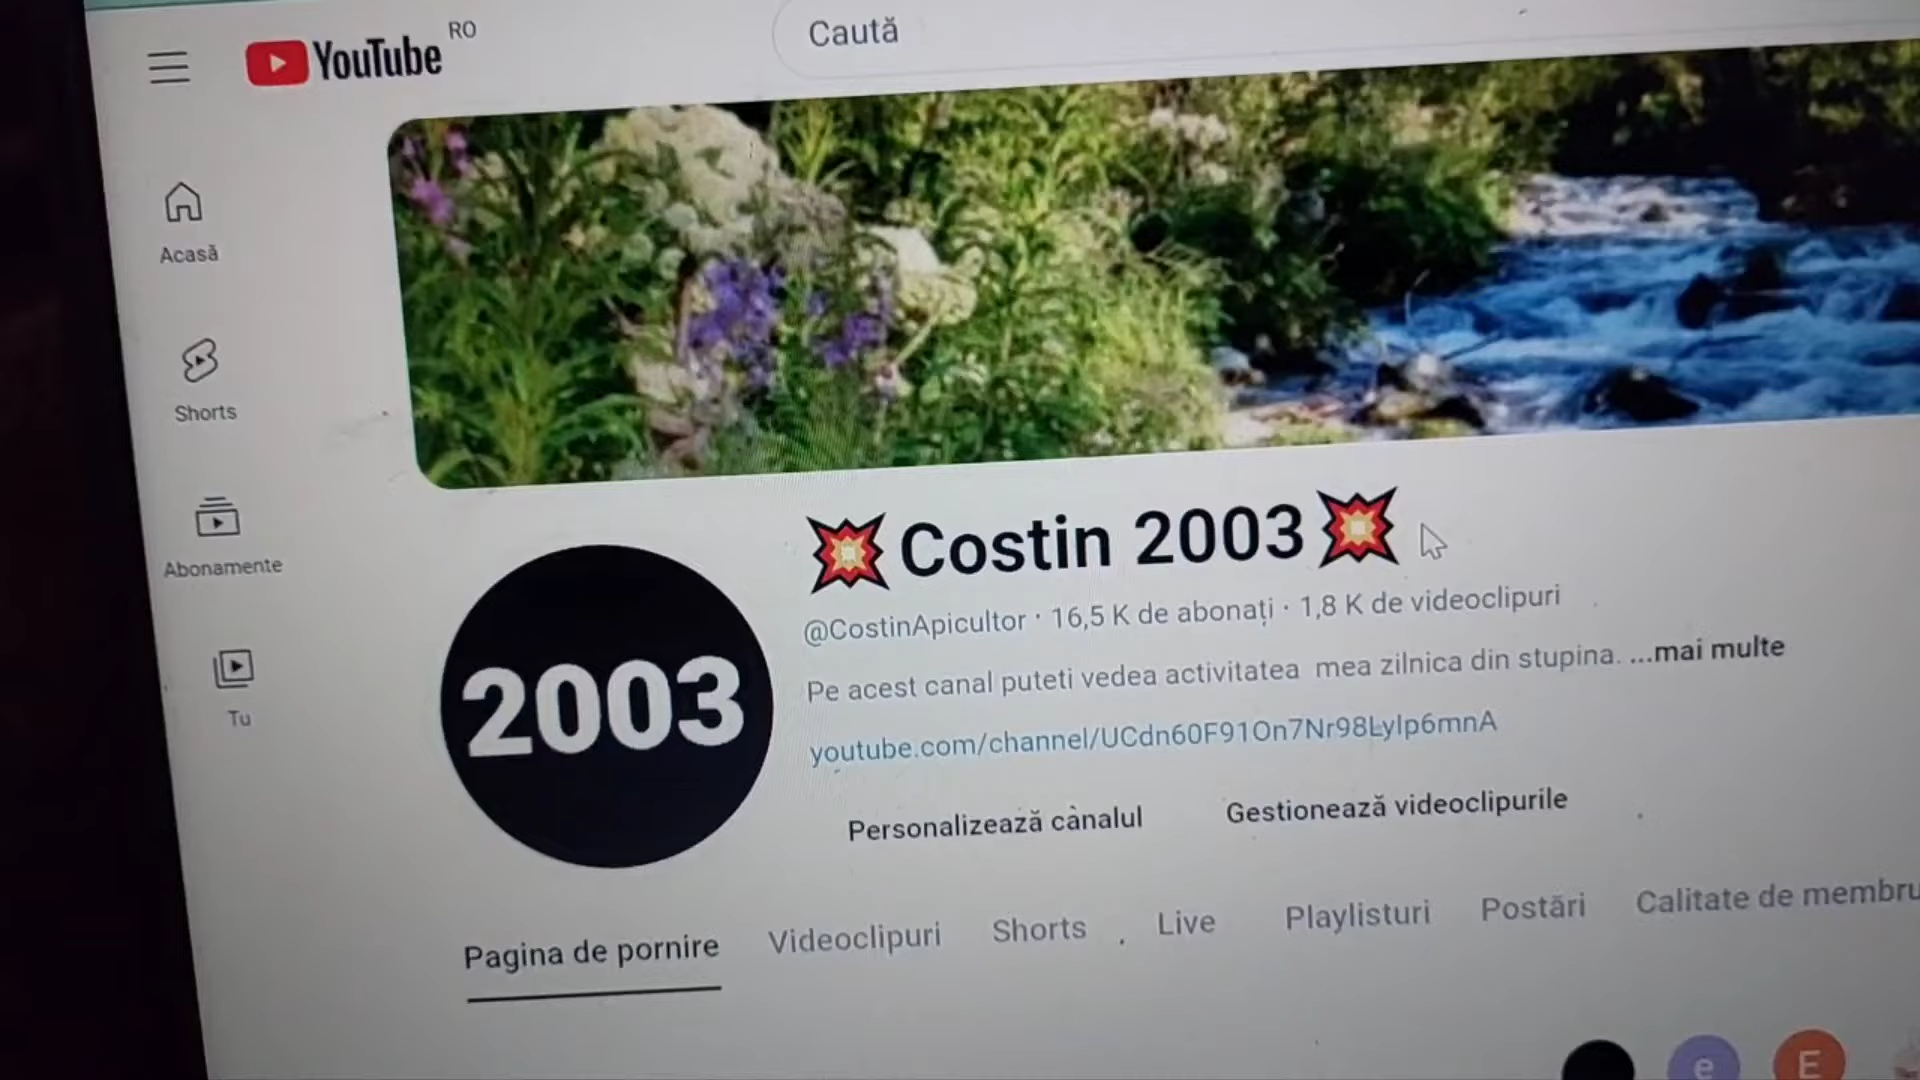 YouTube RO
Caută
Acasă
Shorts
Abonamente
Tu
2003
💥Costin 2003💥
@CostinApicultor · 16,5 K de abonați · 1,8 K de videoclipuri
Pe acest canal puteti vedea activitatea mea zilnica din stupina. ...mai multe
youtube.com/channel/UCdn60F91On7Nr98LyIp6mnA
Personalizează canalul
Gestionează videoclipurile
Pagina de pornire
Videoclipuri
Shorts
Live
Playlisturi
Postări
Calitate de membru
e
E